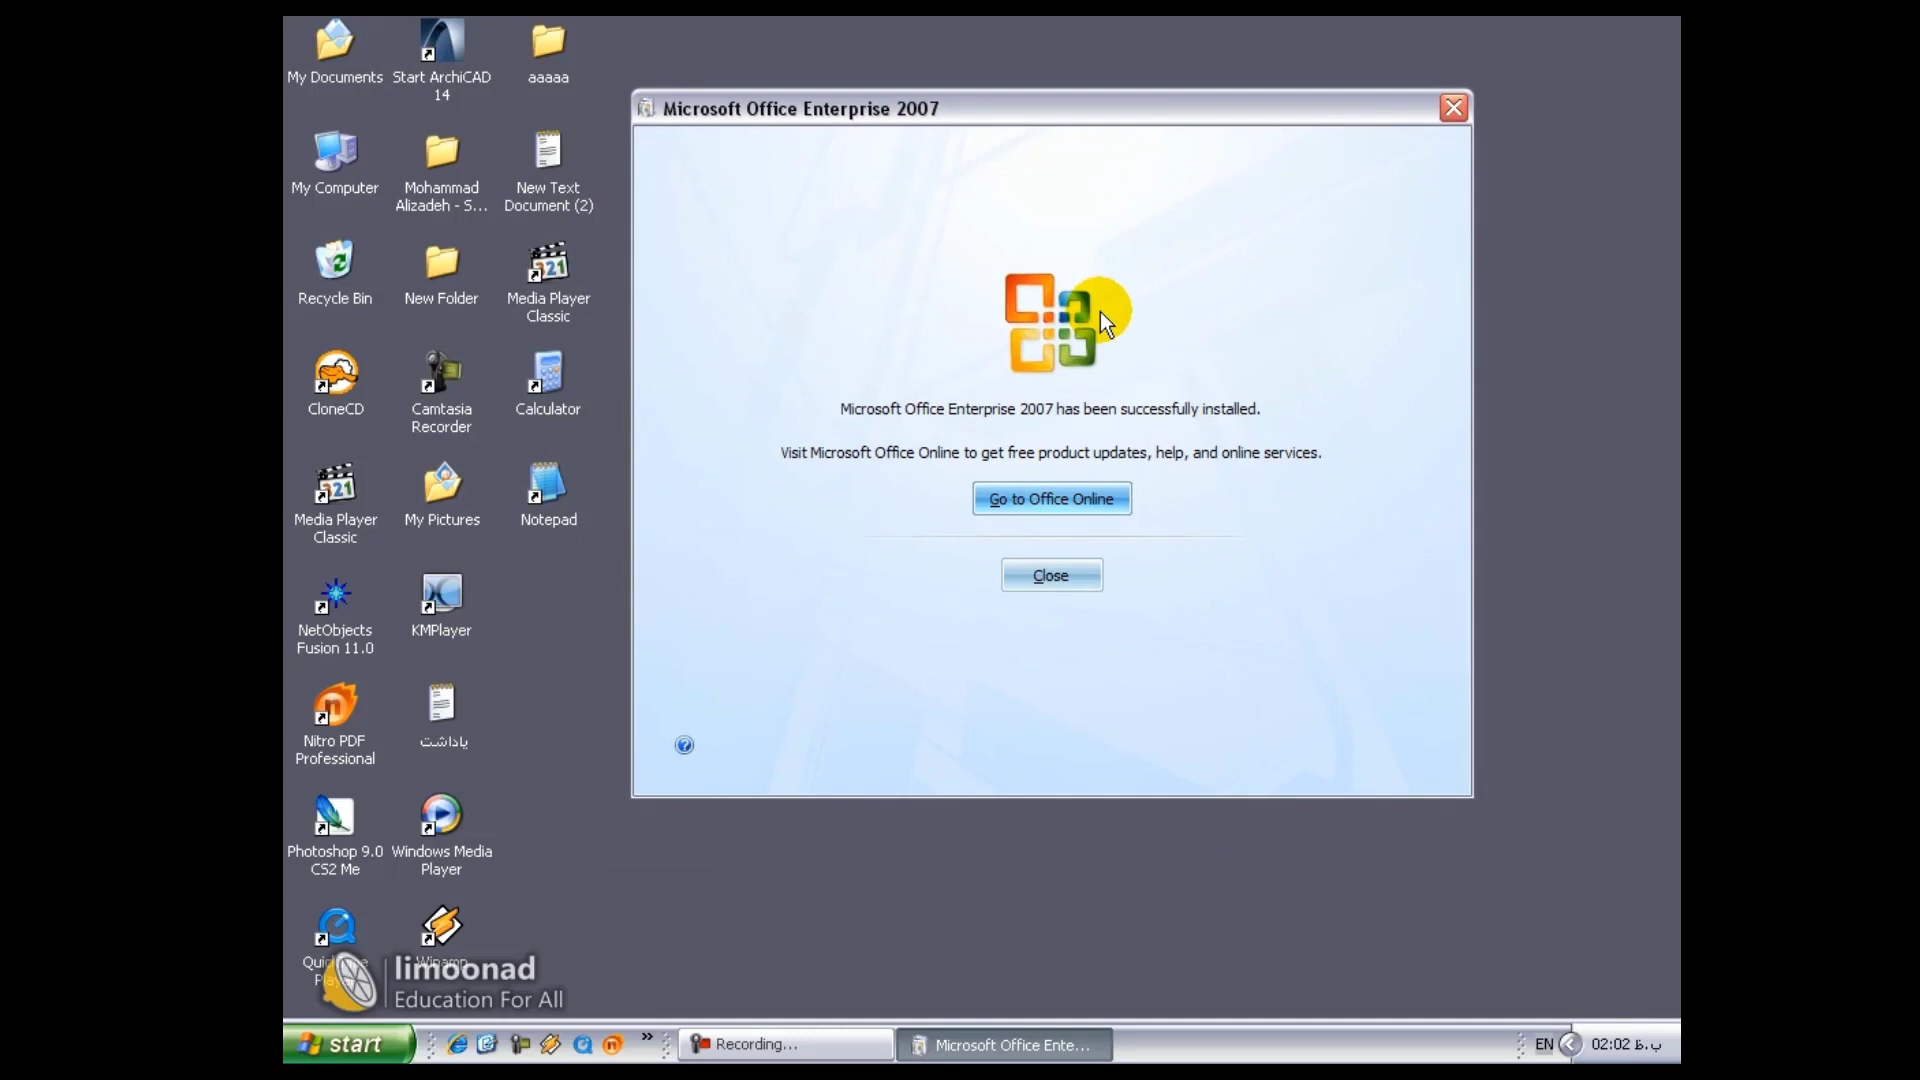 My Documents
Start ArchiCAD
14
aaaaa
My Computer
Mohammad
Alizadeh - S...
New Text
Document (2)
Recycle Bin
New Folder
Media Player
Classic
CloneCD
Camtasia
Recorder
Calculator
Media Player
Classic
My Pictures
Notepad
NetObjects
Fusion 11.0
KMPlayer
Nitro PDF
Professional
یاداشت
Photoshop 9.0
CS2 Me
Windows Media
Player
Winamp
limoonad
Education For All
Microsoft Office Enterprise 2007
Microsoft Office Enterprise 2007 has been successfully installed.
Visit Microsoft Office Online to get free product updates, help, and online services.
Go to Office Online
Close
start
Recording...
Microsoft Office Ente...
EN
02:02 ب.ظ